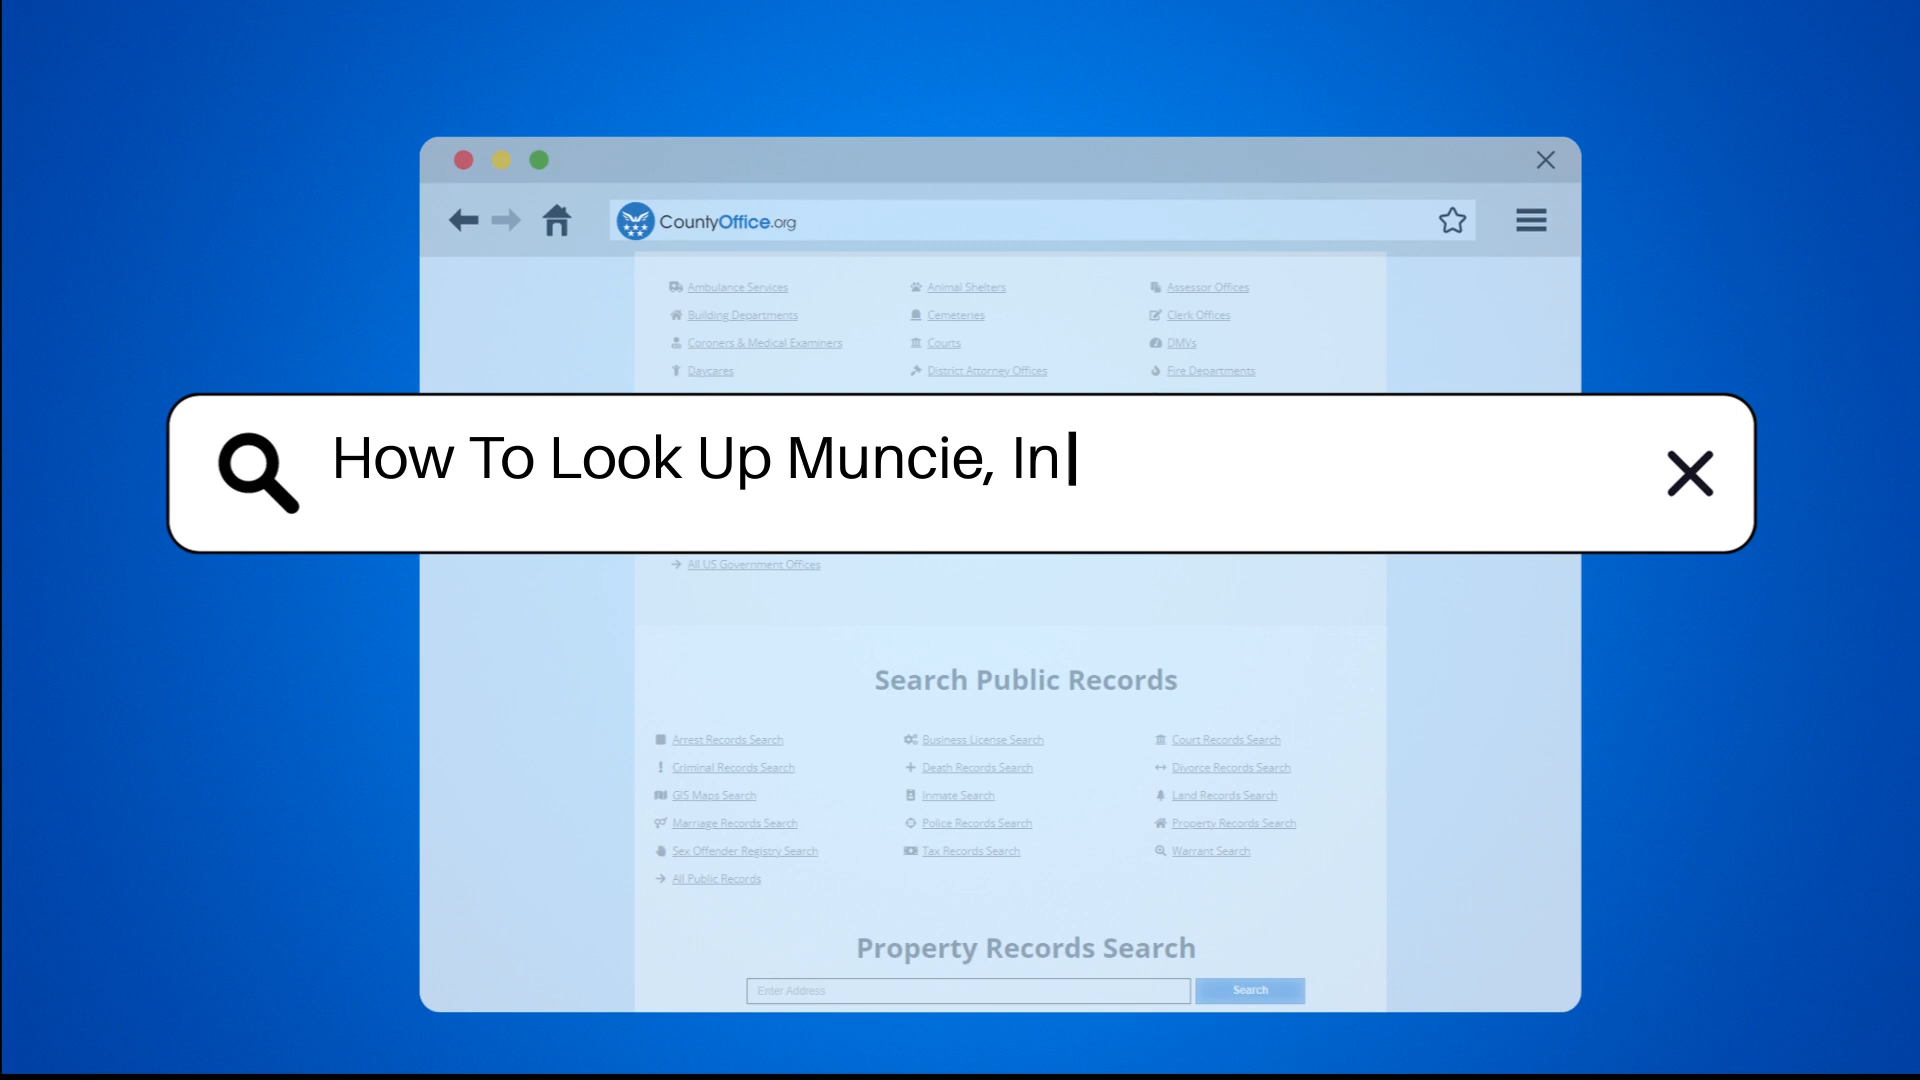 CountyOffice.org
Ambulance Services Animal Shelters Assessor Offices
Building Departments Cemeteries Clerk Offices
Coroners & Medical Examiners Courts DMVs
Daycares District Attorney Offices Fire Departments
How To Look Up Muncie, In
All US Government Offices
Search Public Records
Arrest Records Search Business License Search Court Records Search
Criminal Records Search Death Records Search Divorce Records Search
GIS Maps Search Inmate Search Land Records Search
Marriage Records Search Police Records Search Property Records Search
Sex Offender Registry Search Tax Records Search Warrant Search
All Public Records
Property Records Search
Enter Address Search